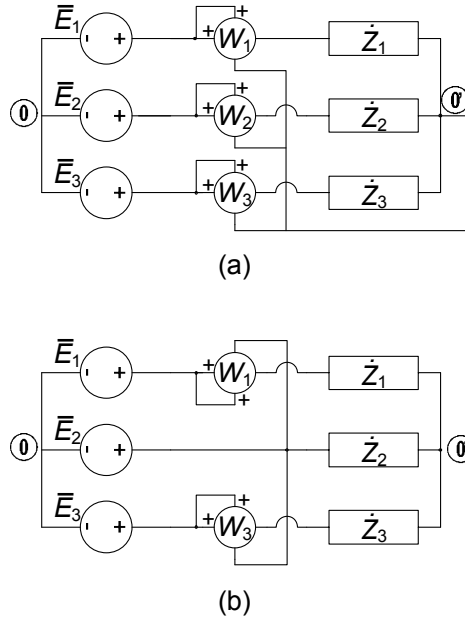 Ē₁ - + + + W₁ Ż₁
0 Ē₂ - + + + W₂ Ż₂ 0'
Ē₃ - + + + W₃ Ż₃
(a)
Ē₁ - + + W₁ + Ż₁
0 Ē₂ - + Ż₂ 0'
Ē₃ - + + + W₃ Ż₃
(b)